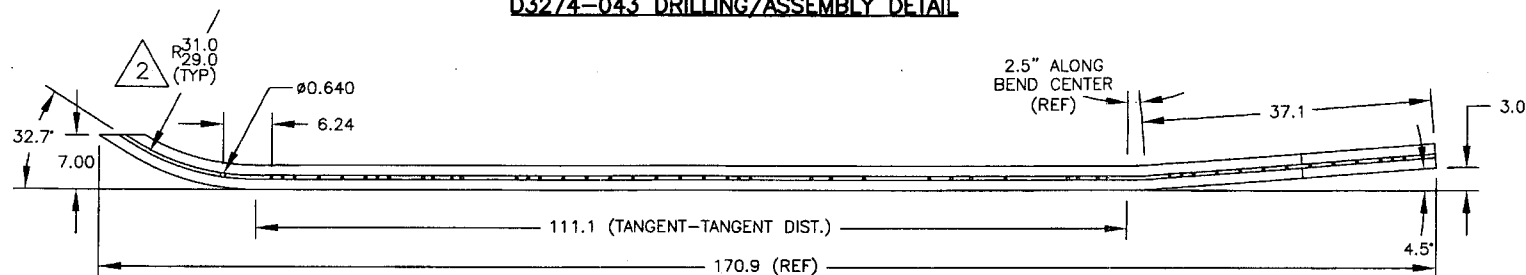 D3274-043 DRILLING/ASSEMBLY DETAIL
2
R31.0
29.0
(TYP)
Ø0.640
6.24
32.7°
7.00
2.5" ALONG
BEND CENTER
(REF)
37.1
3.0
111.1 (TANGENT-TANGENT DIST.)
4.5°
170.9 (REF)